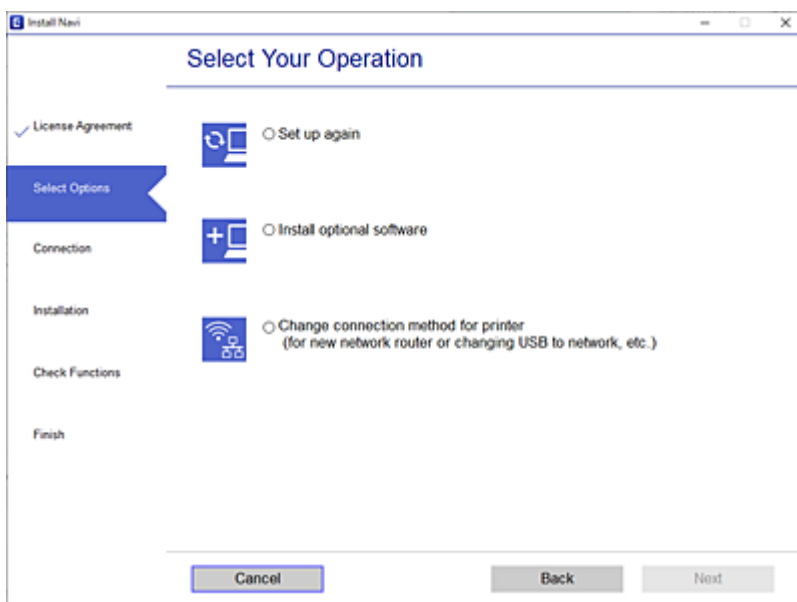 Install Navi
Select Your Operation
License Agreement
Select Options
Connection
Installation
Check Functions
Finish
Set up again
Install optional software
Change connection method for printer
(for new network router or changing USB to network, etc.)
Cancel
Back
Next